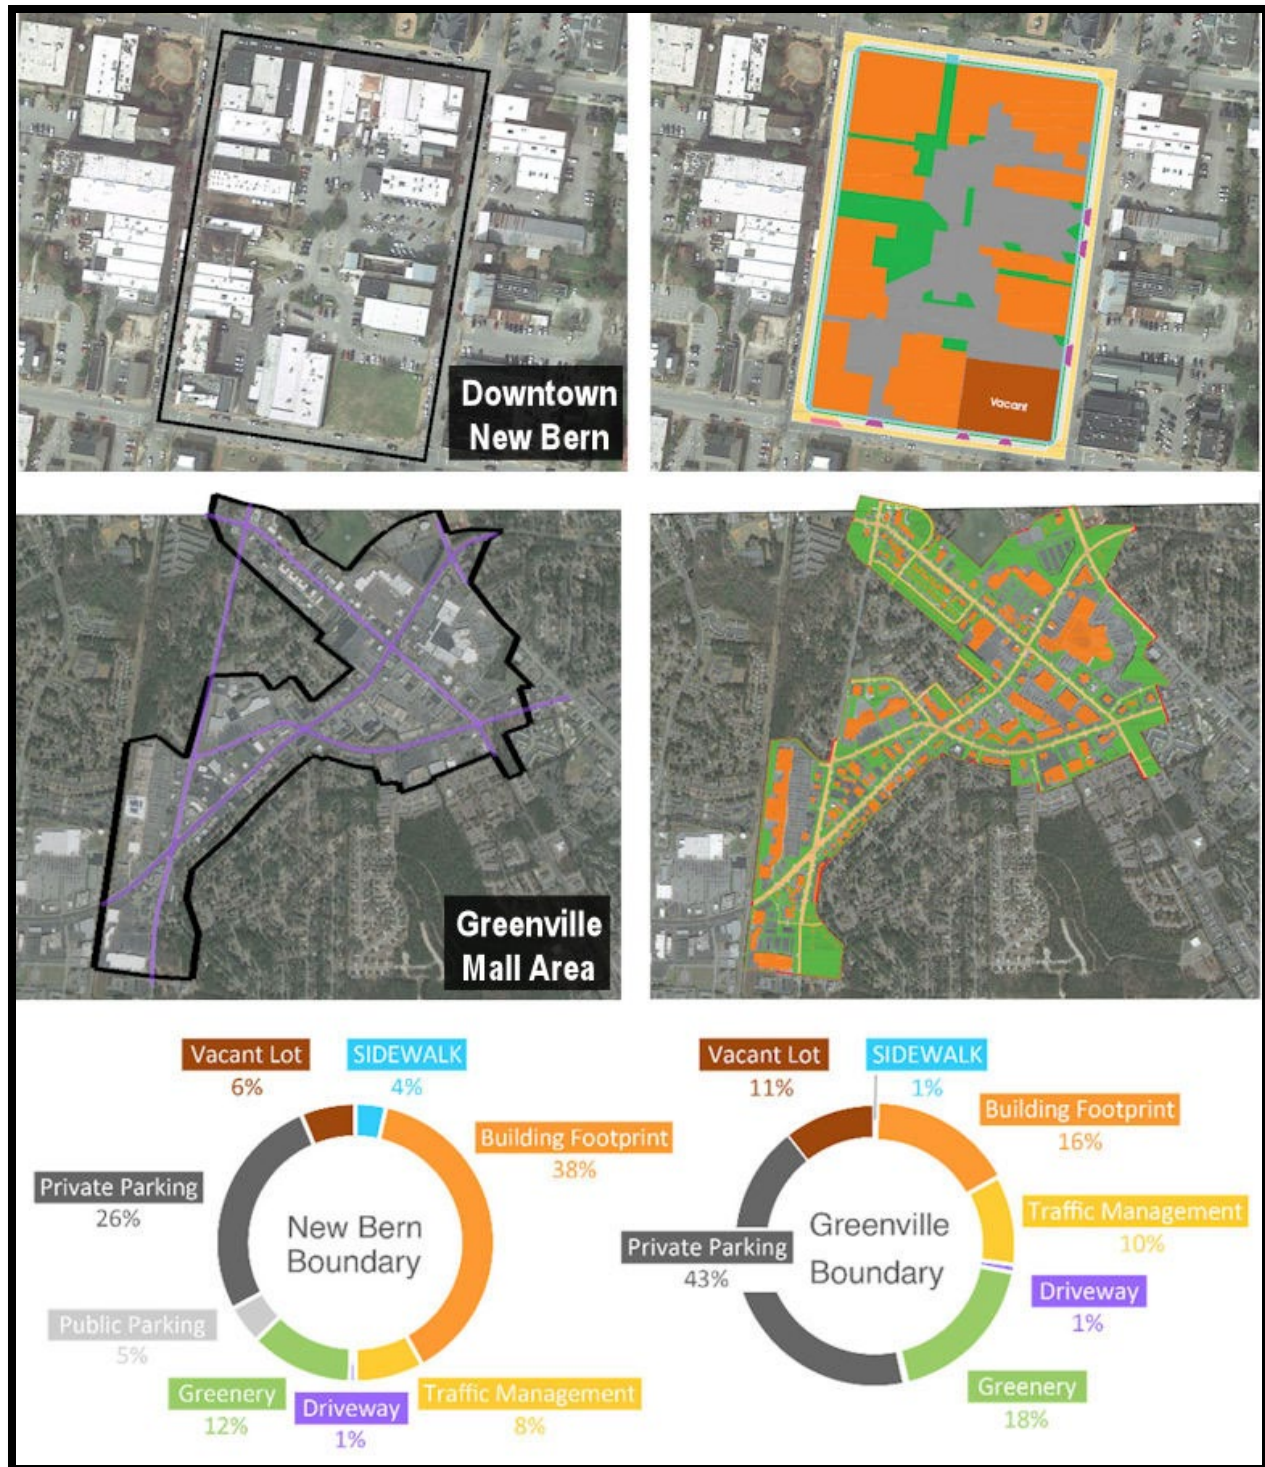 Downtown
New Bern
Vacant
Greenville
Mall Area
Vacant Lot
6%
SIDEWALK
4%
Building Footprint
38%
Private Parking
26%
New Bern
Boundary
Public Parking
5%
Greenery
12%
Driveway
1%
Traffic Management
8%
Vacant Lot
11%
SIDEWALK
1%
Building Footprint
16%
Traffic Management
10%
Private Parking
43%
Greenville
Boundary
Driveway
1%
Greenery
18%